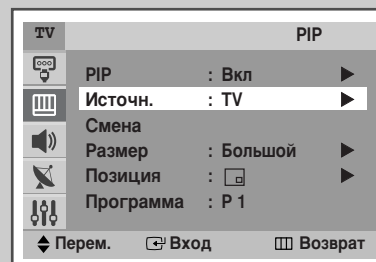 TV PIP
PIP : Вкл
Источн. : TV
Смена
Размер : Большой
Позиция :
Программа : P 1
Перем. Вход Возврат